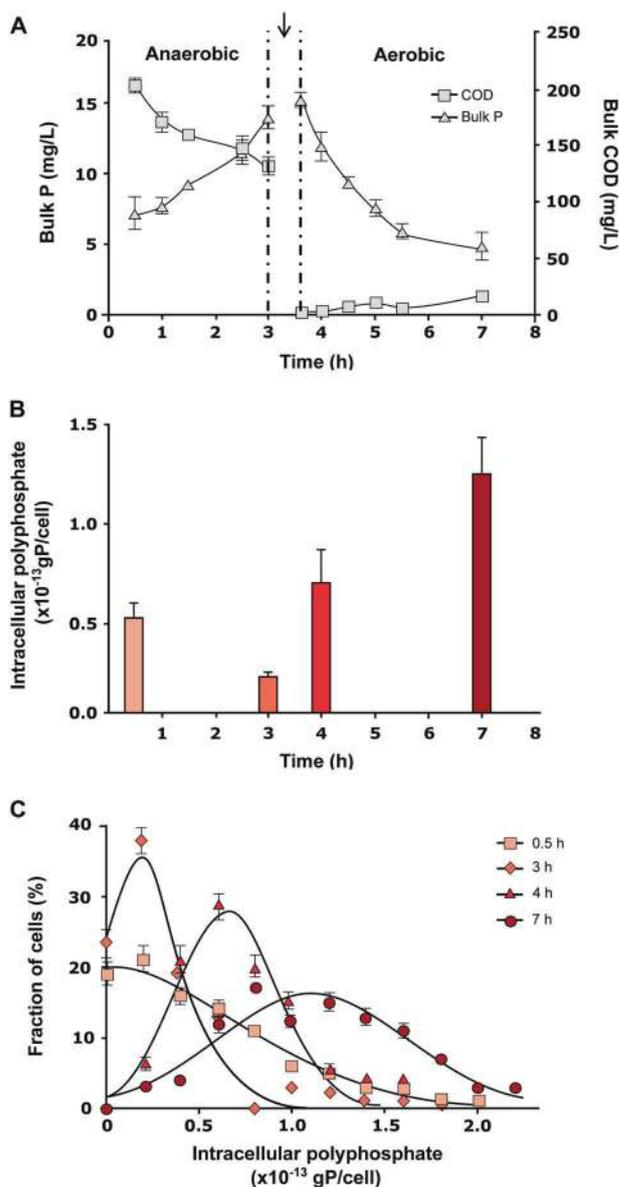 A
Anaerobic
Aerobic
20
15
10
5
0
Bulk P (mg/L)
COD
Bulk P
250
200
150
100
50
0
Bulk COD (mg/L)
0 1 2 3 4 5 6 7 8
Time (h)
B
1.5
1.0
0.5
0.0
Intracellular polyphosphate
(x10⁻¹³gP/cell)
1 2 3 4 5 6 7 8
Time (h)
C
40
30
20
10
0
Fraction of cells (%)
0.5 h
3 h
4 h
7 h
0.0 0.5 1.0 1.5 2.0
Intracellular polyphosphate
(x10⁻¹³ gP/cell)